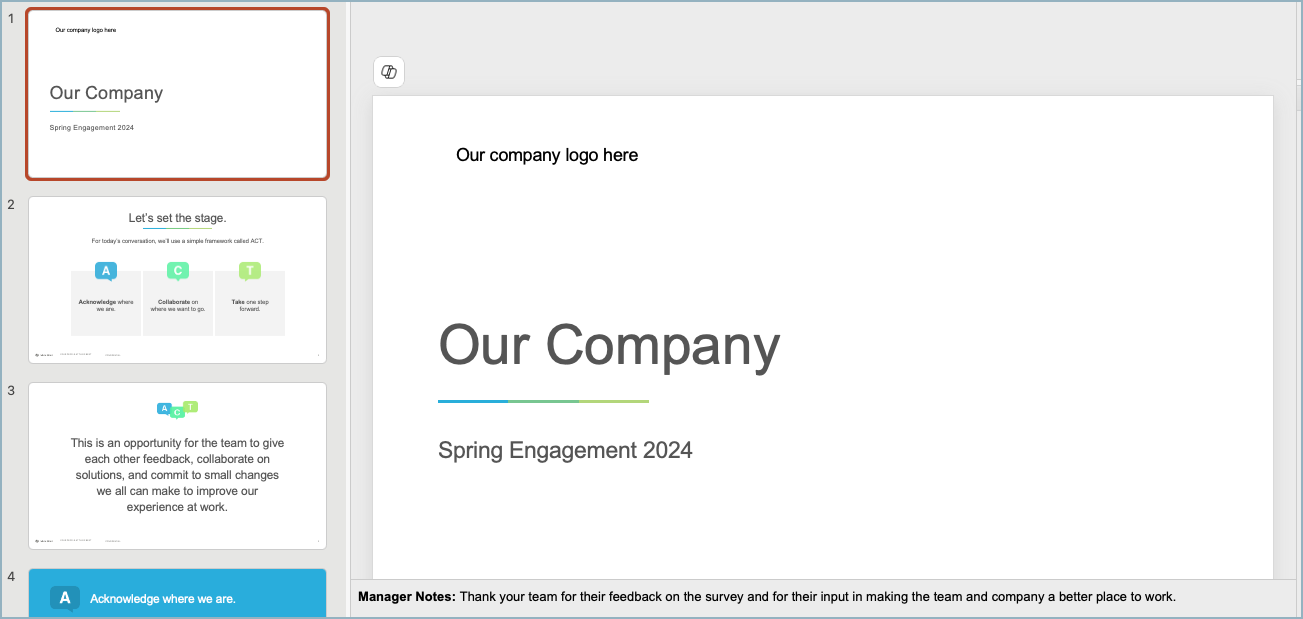 1
Our company logo here
Our Company
Spring Engagement 2024
2
Let's set the stage.
For today's conversation, we'll use a simple framework called ACT.
A
C
T
Acknowledge where
we are.
Collaborate on
where we want to go.
Take one step
forward.
3
A
C
T
This is an opportunity for the team to give
each other feedback, collaborate on
solutions, and commit to small changes
we all can make to improve our
experience at work.
4
A
Acknowledge where we are.
Our company logo here
Our Company
Spring Engagement 2024
Manager Notes: Thank your team for their feedback on the survey and for their input in making the team and company a better place to work.